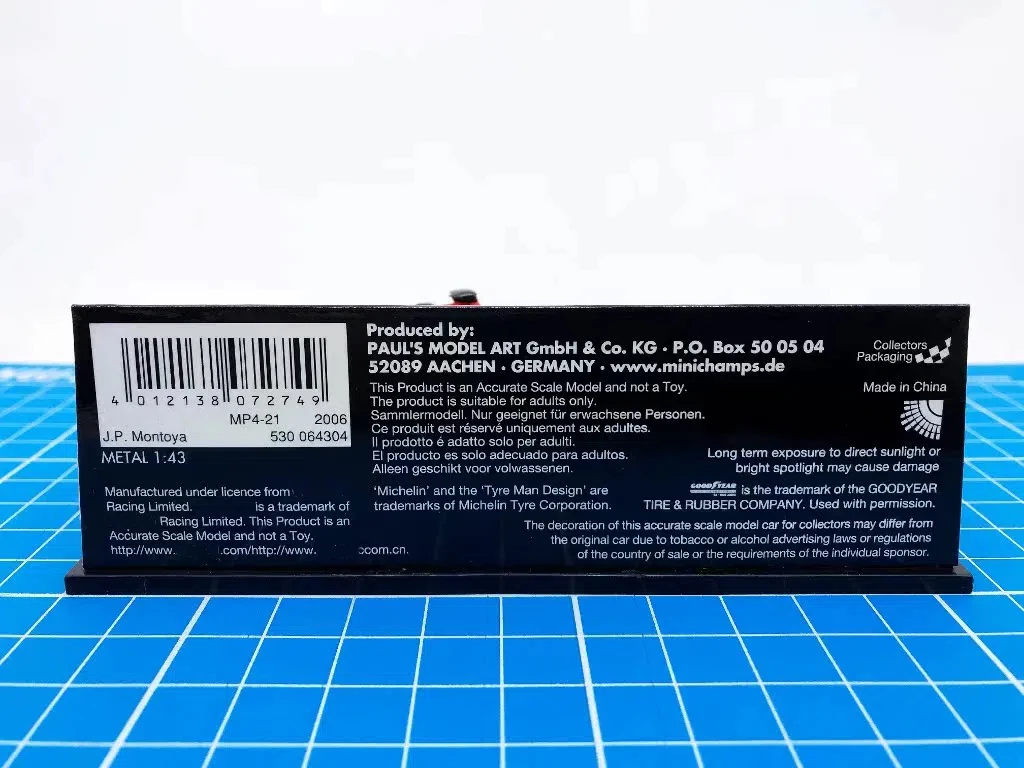 4 012138 072749
MP4-21 2006
J.P. Montoya 530 064304
METAL 1:43
Manufactured under licence from
Racing Limited. is a trademark of
Racing Limited. This Product is an
Accurate Scale Model and not a Toy.
http://www. .com/http://www. com.cn.
Produced by:
PAUL'S MODEL ART GmbH & Co. KG · P.O. Box 50 05 04
52089 AACHEN · GERMANY · www.minichamps.de
This Product is an Accurate Scale Model and not a Toy.
The product is suitable for adults only.
Sammlermodell. Nur geeignet für erwachsene Personen.
Ce produit est réservé uniquement aux adultes.
Il prodotto é adatto solo per adulti.
El producto es solo adecuado para adultos.
Alleen geschikt voor volwassenen.
'Michelin' and the 'Tyre Man Design' are
trademarks of Michelin Tyre Corporation.
Collectors
Packaging
Made in China
Long term exposure to direct sunlight or
bright spotlight may cause damage
GOODYEAR is the trademark of the GOODYEAR
TIRE & RUBBER COMPANY. Used with permission.
The decoration of this accurate scale model car for collectors may differ from
the original car due to tobacco or alcohol advertising laws or regulations
of the country of sale or the requirements of the individual sponsor.